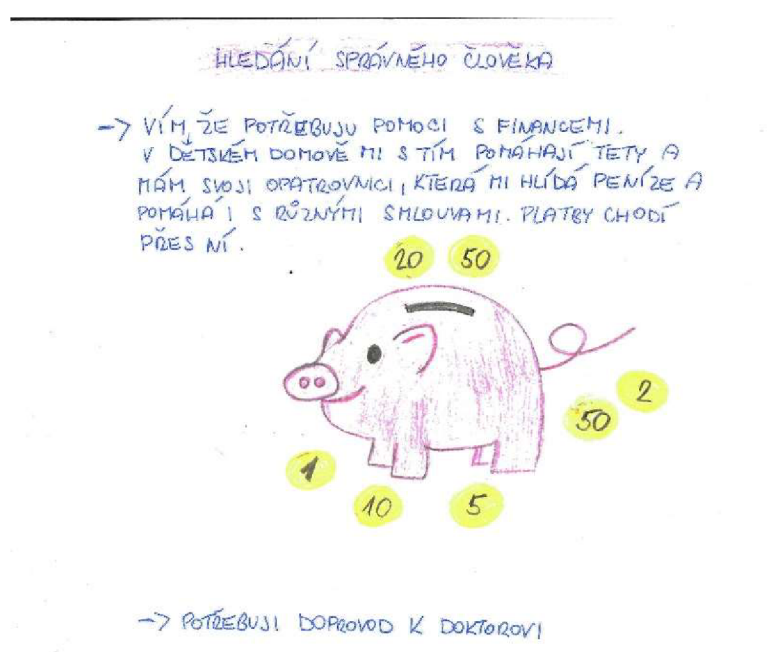 HLEDÁNÍ SPRÁVNÉHO ČLOVĚKA
-> VÍM, ŽE POTŘEBUJU POMOCI S FINANCEMI.
V DĚTSKÉM DOMOVĚ MI S TÍM POMÁHAJÍ TETY A
MÁM SVOJI OPATROVNICI, KTERÁ MI HLÍDÁ PENÍZE A
POMÁHÁ I S RŮZNÝMI SMLOUVAMI. PLATBY CHODÍ
PŘES NÍ.
20 50
2
50
1
10 5
-> POTŘEBUJI DOPROVOD K DOKTOROVI